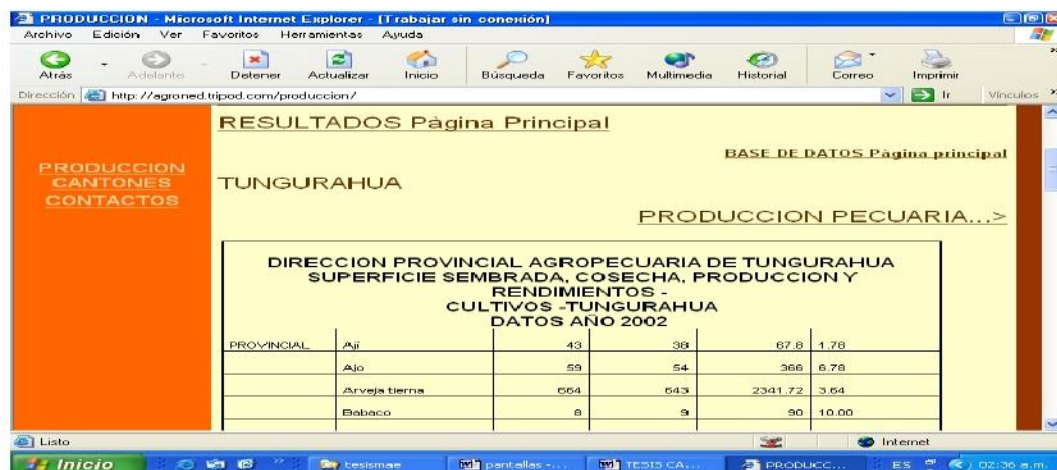 PRODUCCION - Microsoft Internet Explorer - [Trabajar sin conexión]
Archivo Edición Ver Favoritos Herramientas Ayuda
Atrás Adelante Detener Actualizar Inicio Búsqueda Favoritos Multimedia Historial Correo Imprimir
Dirección http://agroned.tripod.com/produccion/ Ir Vínculos
RESULTADOS Pàgina Principal
BASE DE DATOS Pàgina principal
PRODUCCION
CANTONES
CONTACTOS
TUNGURAHUA
PRODUCCION PECUARIA...>
DIRECCION PROVINCIAL AGROPECUARIA DE TUNGURAHUA
SUPERFICIE SEMBRADA, COSECHA, PRODUCCION Y
RENDIMIENTOS -
CULTIVOS -TUNGURAHUA
DATOS AÑO 2002
PROVINCIAL Ají 43 38 67.8 1.78
Ajo 59 54 366 6.78
Arveja tierna 664 643 2341.72 3.64
Babaco 8 9 90 10.00
Listo Internet
Inicio tesismae pantallas -... TESIS CA... PRODUCC... ES 02:36 a.m.